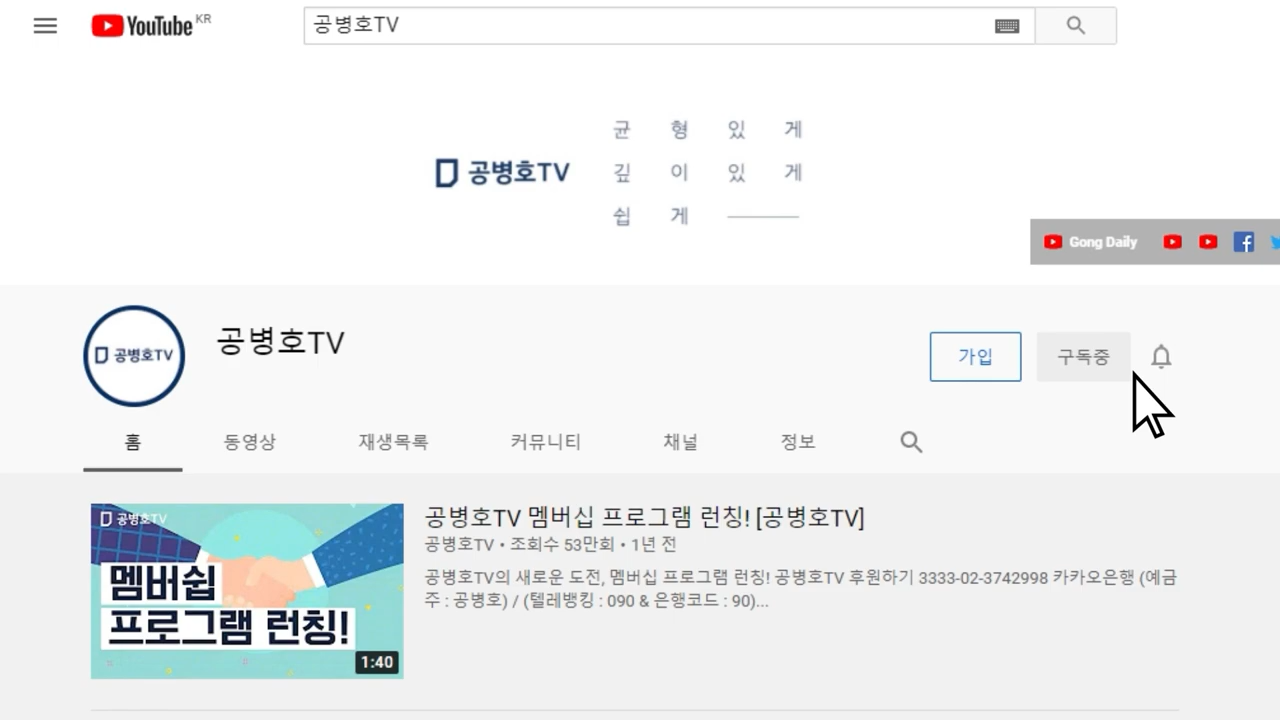 YouTube KR
공병호TV
균 형 있 게
공병호TV
깊 이 있 게
쉽 게
Gong Daily
공병호TV
공병호TV
가입
구독중
홈
동영상
재생목록
커뮤니티
채널
정보
공병호TV
멤버쉽
프로그램 런칭!
1:40
공병호TV 멤버십 프로그램 런칭! [공병호TV]
공병호TV • 조회수 53만회 • 1년 전
공병호TV의 새로운 도전, 멤버십 프로그램 런칭! 공병호TV 후원하기 3333-02-3742998 카카오은행 (예금
주 : 공병호) / (텔레뱅킹 : 090 & 은행코드 : 90)...